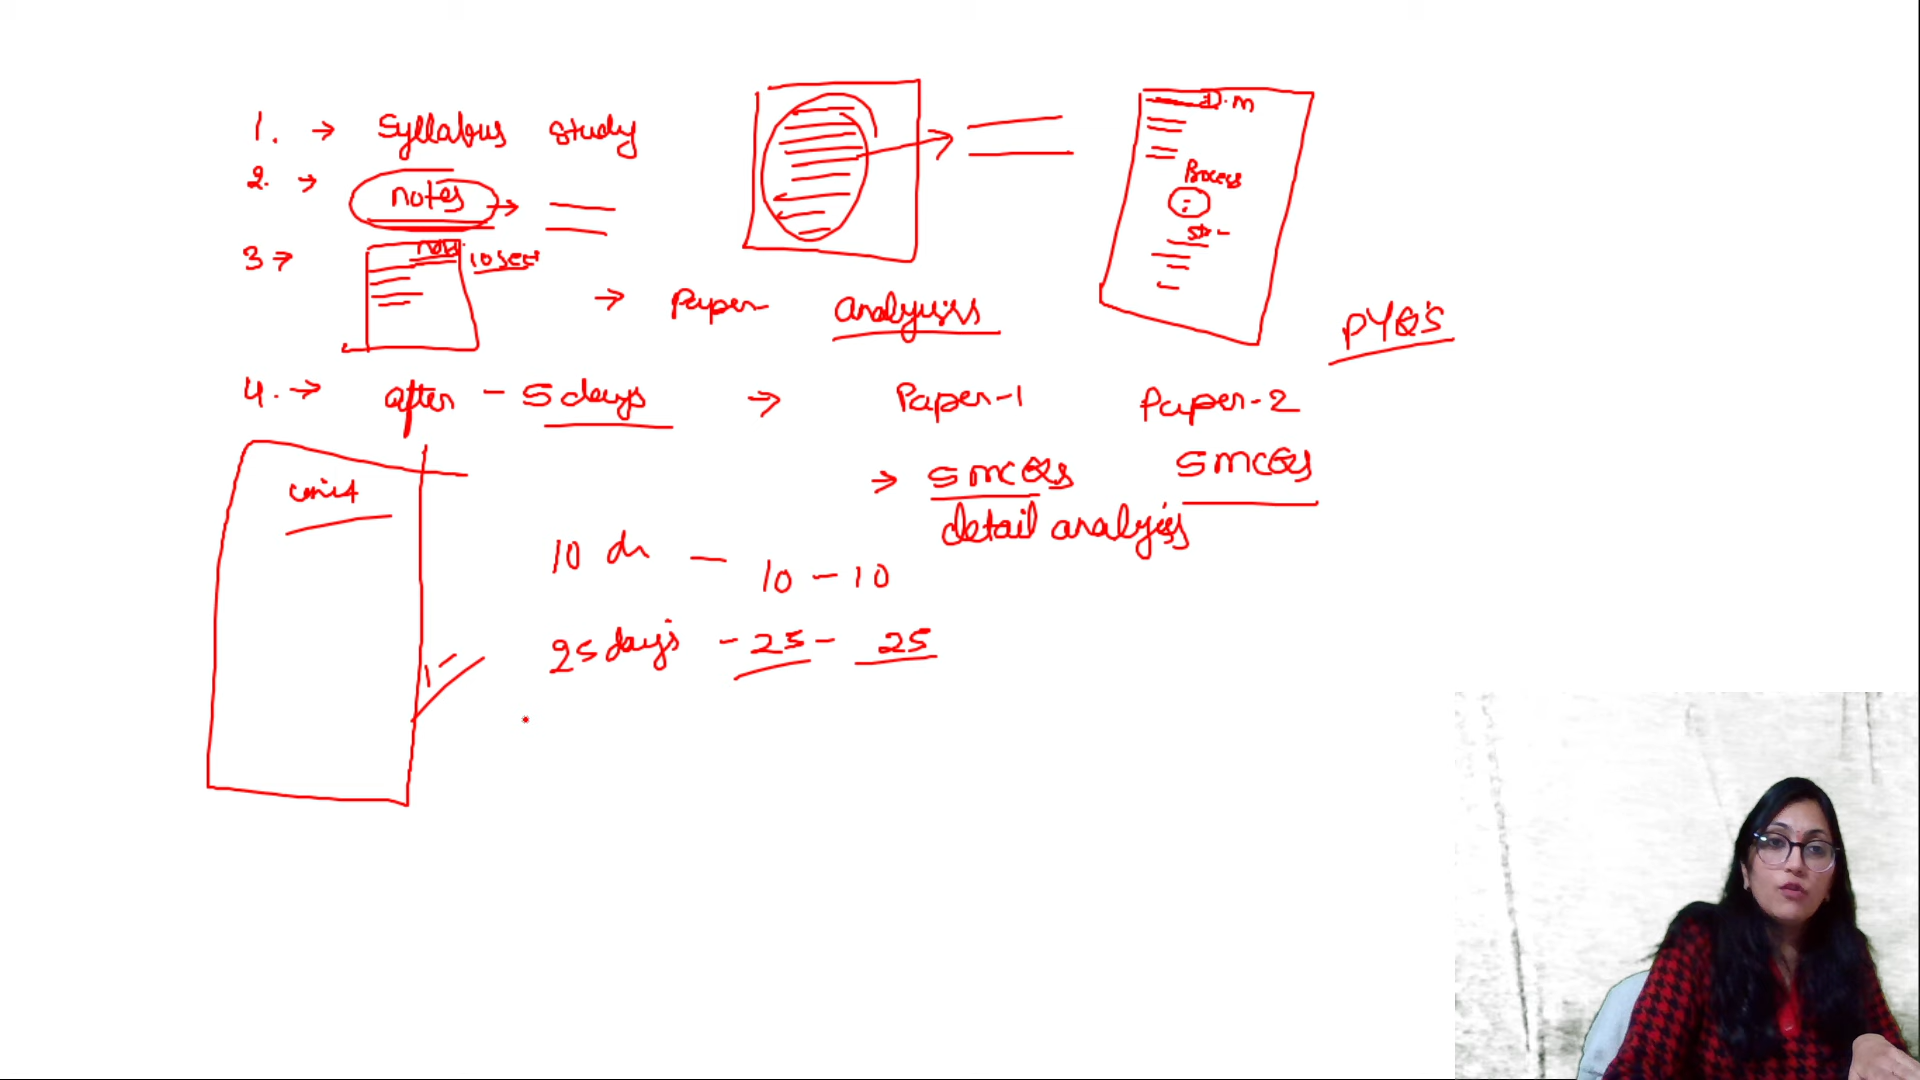 1. → Syllabus study
2. → notes →
3 →
10 sec
D.M
Process
→ Paper analysis
PYQ'S
4. → after - 5 days → Paper-1 Paper-2
→ 5 MCQs 5 MCQs
detail analysis
unit
10 - 10 - 10
25 days - 25 - 25